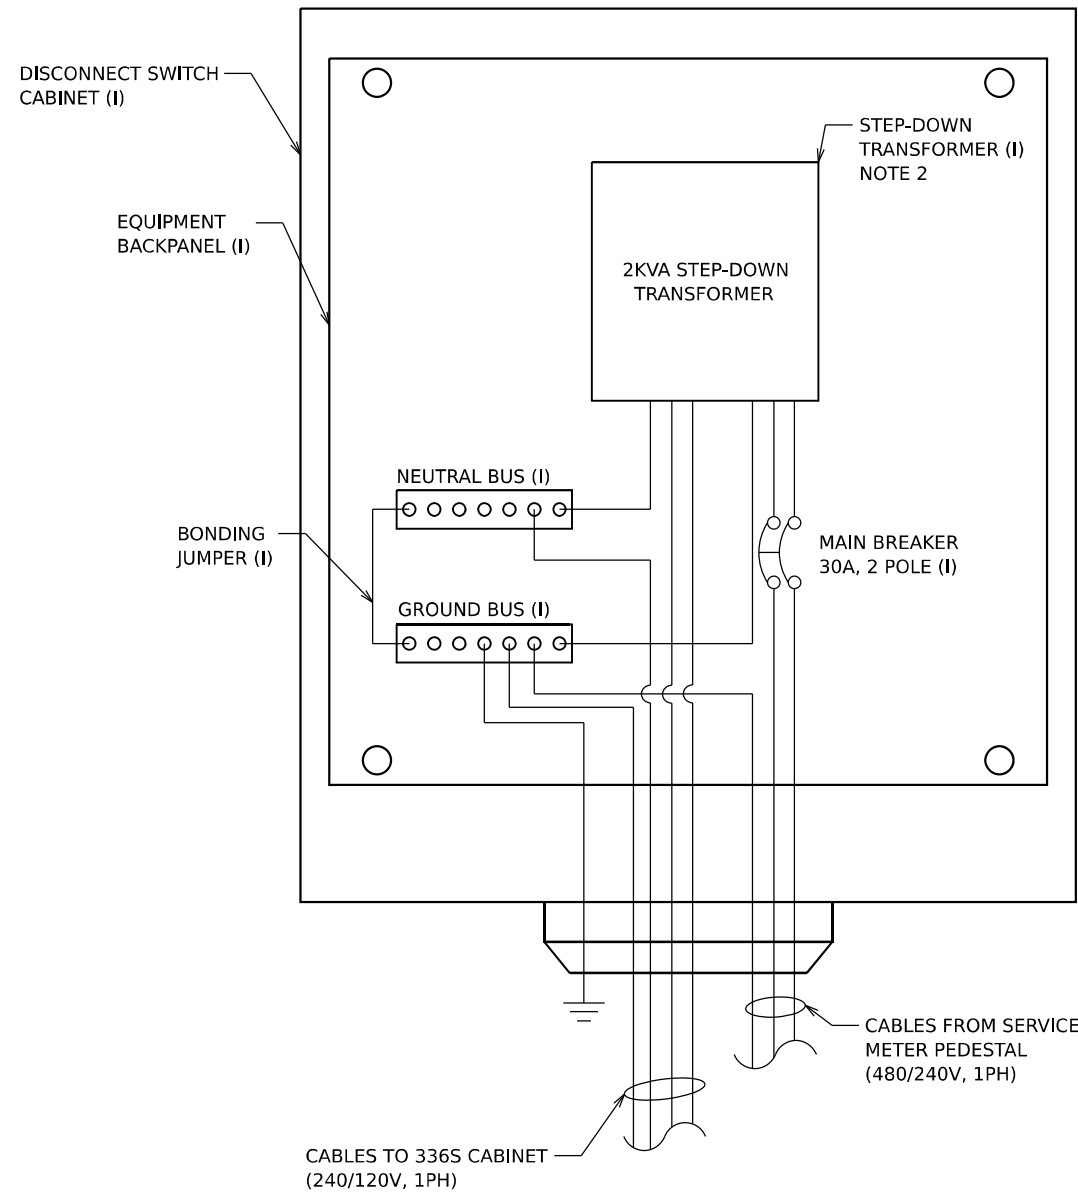 DISCONNECT SWITCH
CABINET (I)
STEP-DOWN
TRANSFORMER (I)
NOTE 2
EQUIPMENT
BACKPANEL (I)
2KVA STEP-DOWN
TRANSFORMER
NEUTRAL BUS (I)
BONDING
JUMPER (I)
MAIN BREAKER
30A, 2 POLE (I)
GROUND BUS (I)
CABLES FROM SERVICE
METER PEDESTAL
(480/240V, 1PH)
CABLES TO 336S CABINET
(240/120V, 1PH)